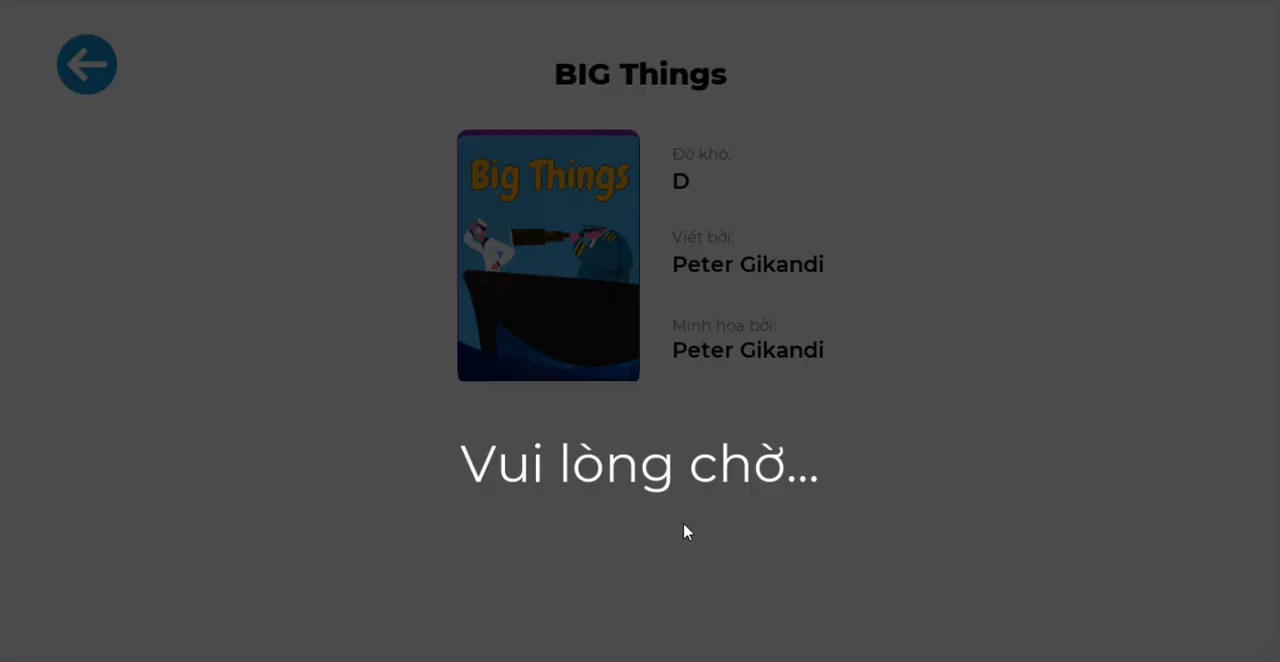 BIG Things
Big Things
Độ khó:
D
Viết bởi:
Peter Gikandi
Minh họa bởi:
Peter Gikandi
Vui lòng chờ...